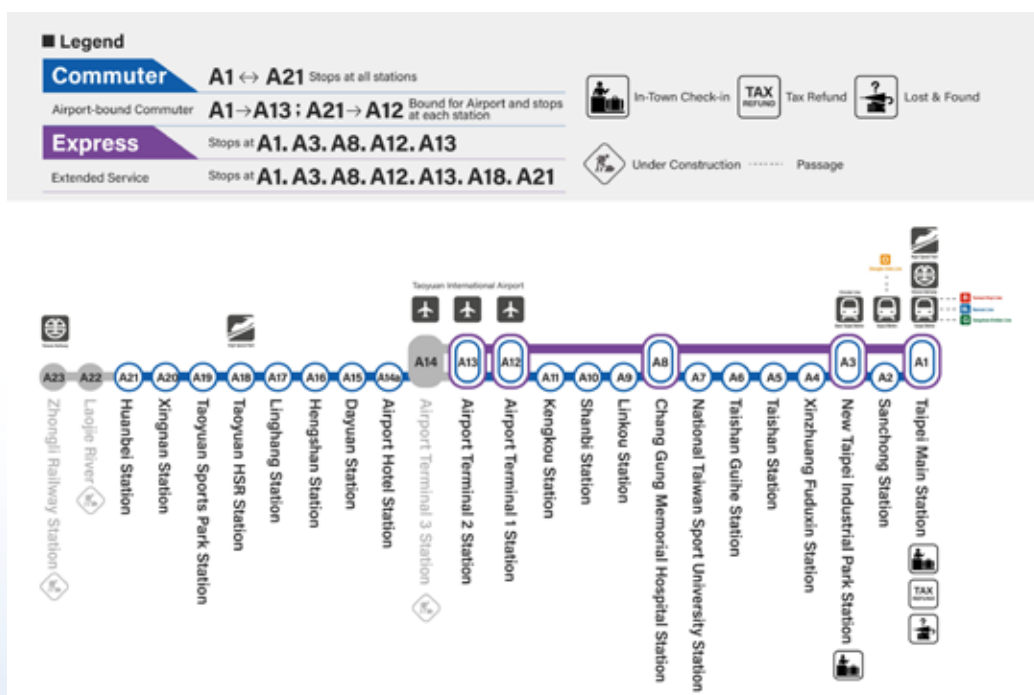 ■ Legend
Commuter A1 ↔ A21 Stops at all stations
Airport-bound Commuter A1→A13 ; A21→A12 Bound for Airport and stops at each station
Express Stops at A1. A3. A8. A12. A13
Extended Service Stops at A1. A3. A8. A12. A13. A18. A21
In-Town Check-in
TAX REFUND Tax Refund
Lost & Found
Under Construction
Passage
Taoyuan International Airport
A23 A22 A21 A20 A19 A18 A17 A16 A15 A14a A14 A13 A12 A11 A10 A9 A8 A7 A6 A5 A4 A3 A2 A1
Zhongli Railway Station
Laojie River
Huanbei Station
Xingnan Station
Taoyuan Sports Park Station
Taoyuan HSR Station
Linghang Station
Hengshan Station
Dayuan Station
Airport Hotel Station
Airport Terminal 3 Station
Airport Terminal 2 Station
Airport Terminal 1 Station
Kengkou Station
Shanbi Station
Linkou Station
Chang Gung Memorial Hospital Station
National Taiwan Sport University Station
Taishan Guihe Station
Taishan Station
Xinzhuang Fuduxin Station
New Taipei Industrial Park Station
Sanchong Station
Taipei Main Station
TAX REFUND